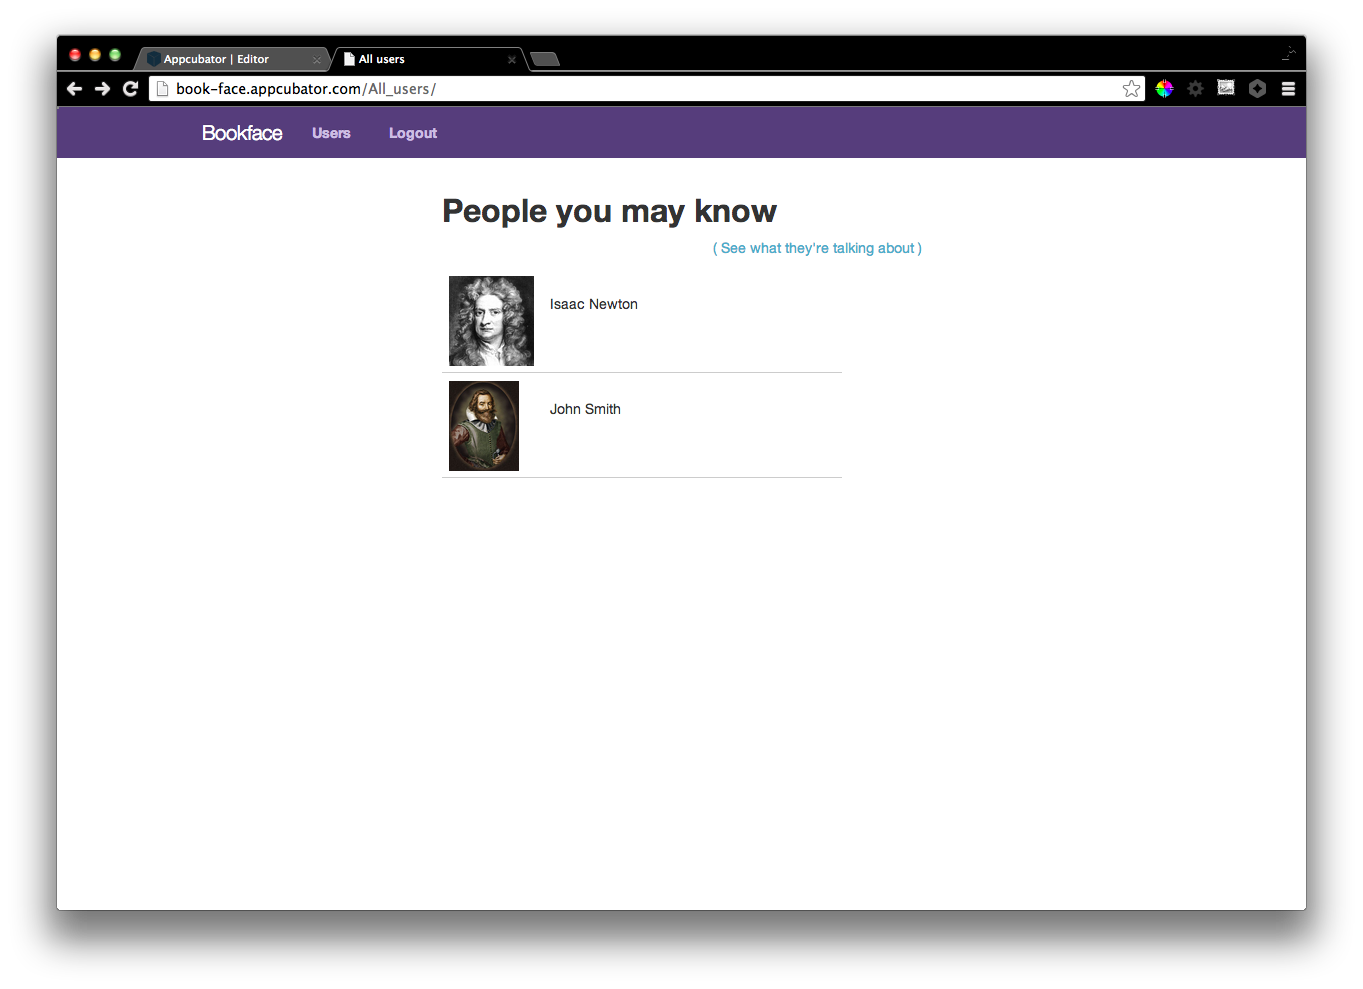 Appcubator | Editor
All users
book-face.appcubator.com/All_users/
Bookface Users Logout
People you may know
( See what they're talking about )
Isaac Newton
John Smith